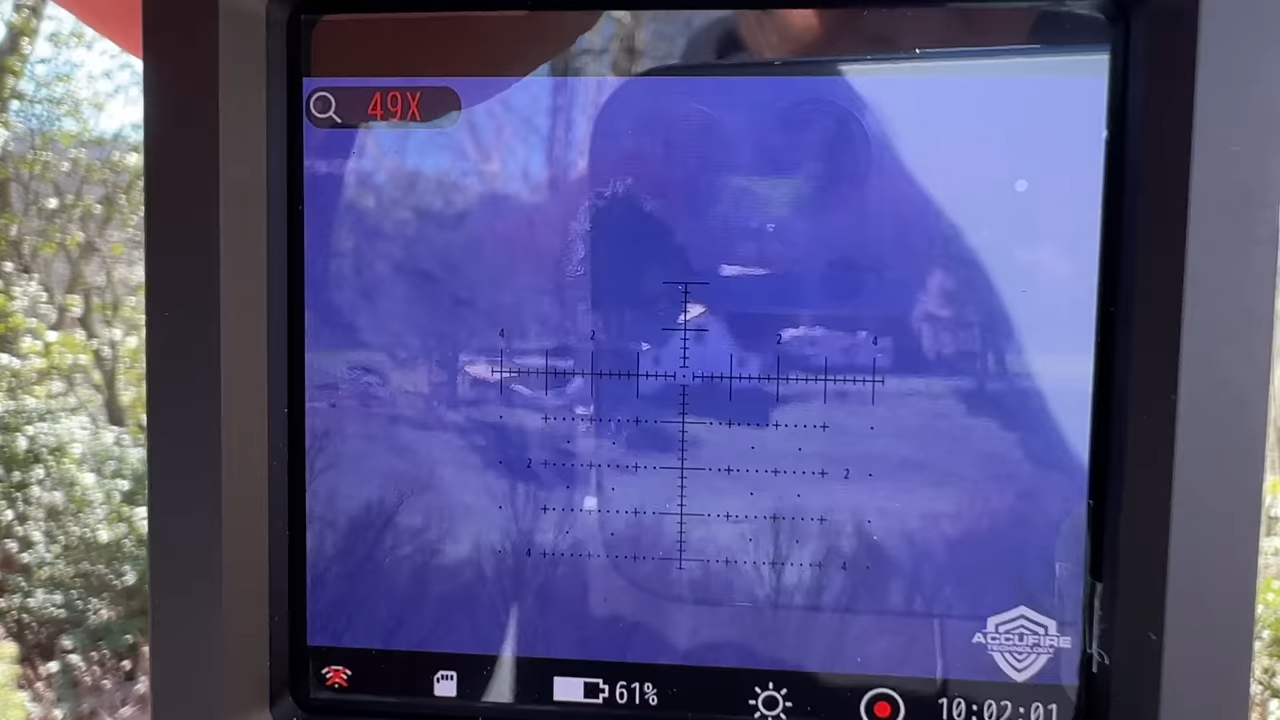 49X
4 2 2 4
2 2
4 4
ACCUFIRE
TECHNOLOGY
61% 10:02:01